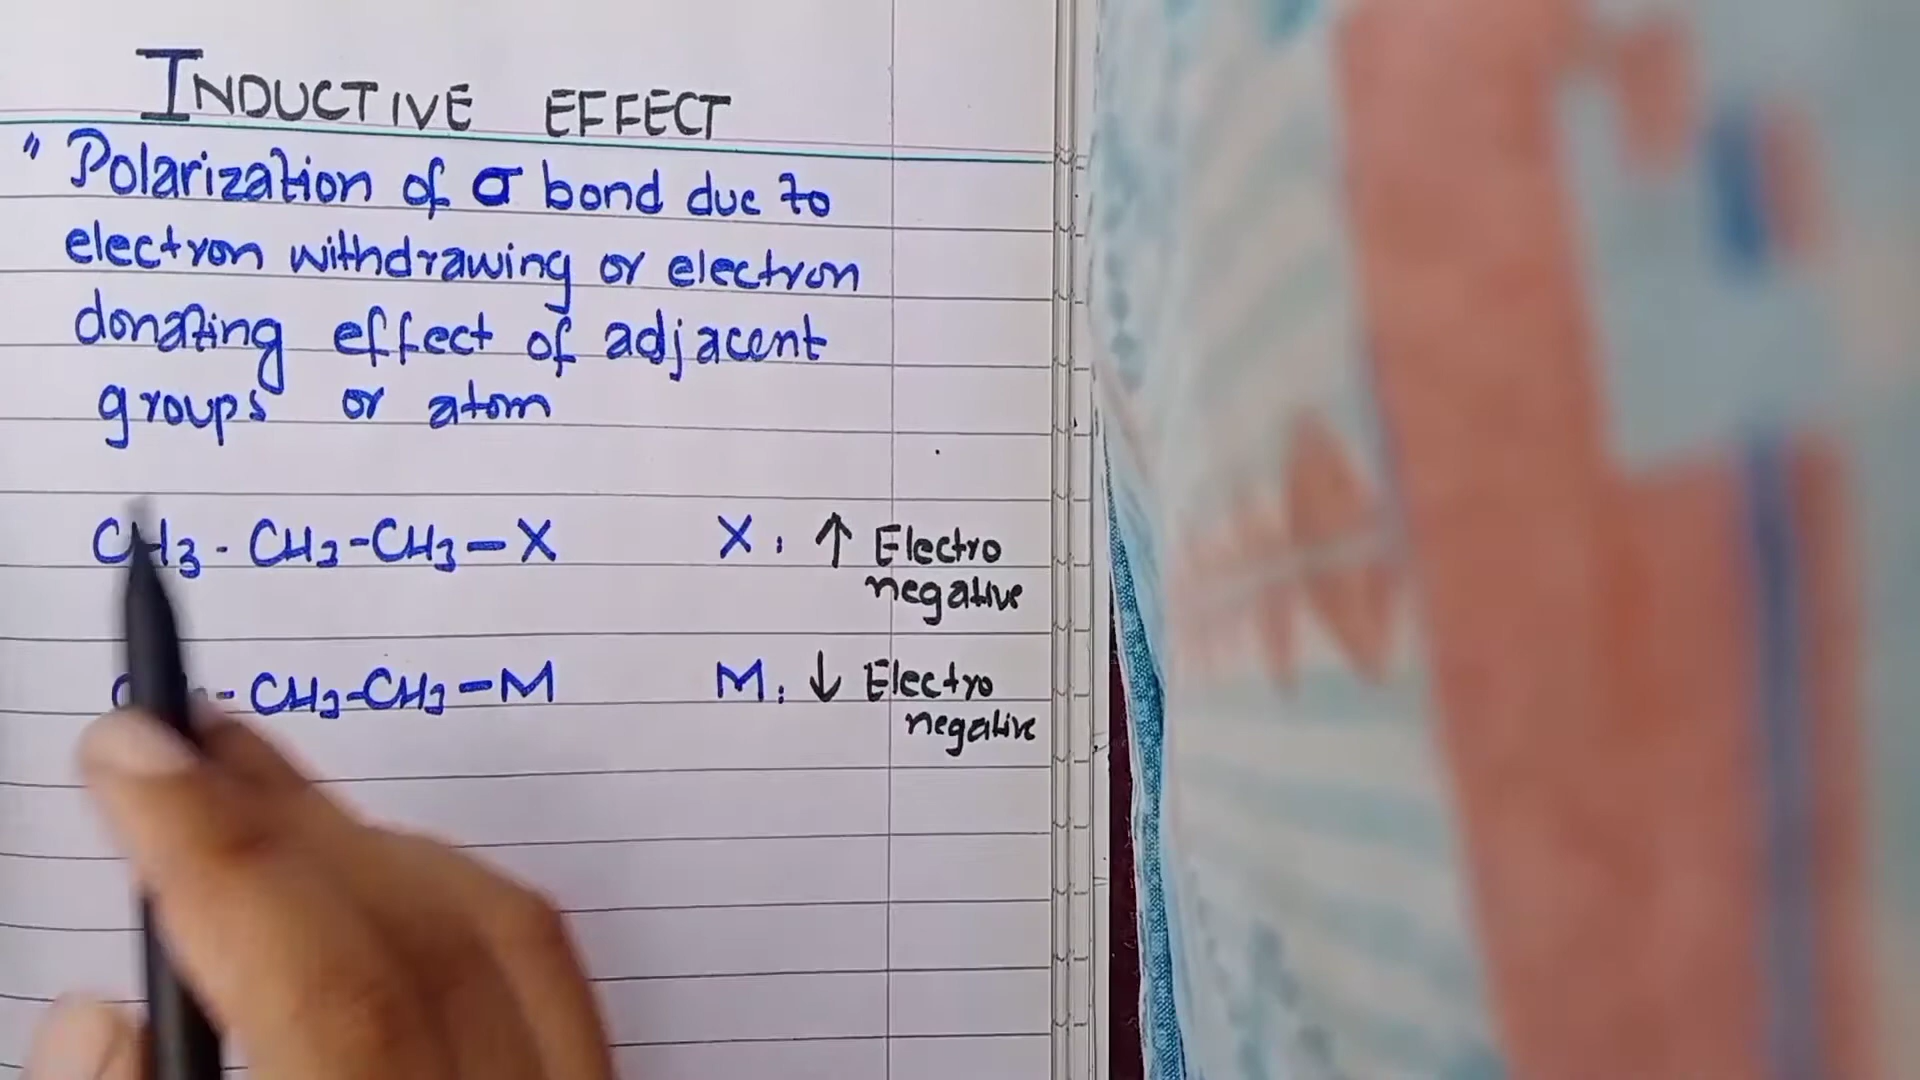 INDUCTIVE EFFECT
" Polarization of σ bond due to
electron withdrawing or electron
donating effect of adjacent
groups or atom
CH3 - CH2 - CH3 - X X: ↑ Electro
negative
- CH2 - CH2 - M M: ↓ Electro
negative